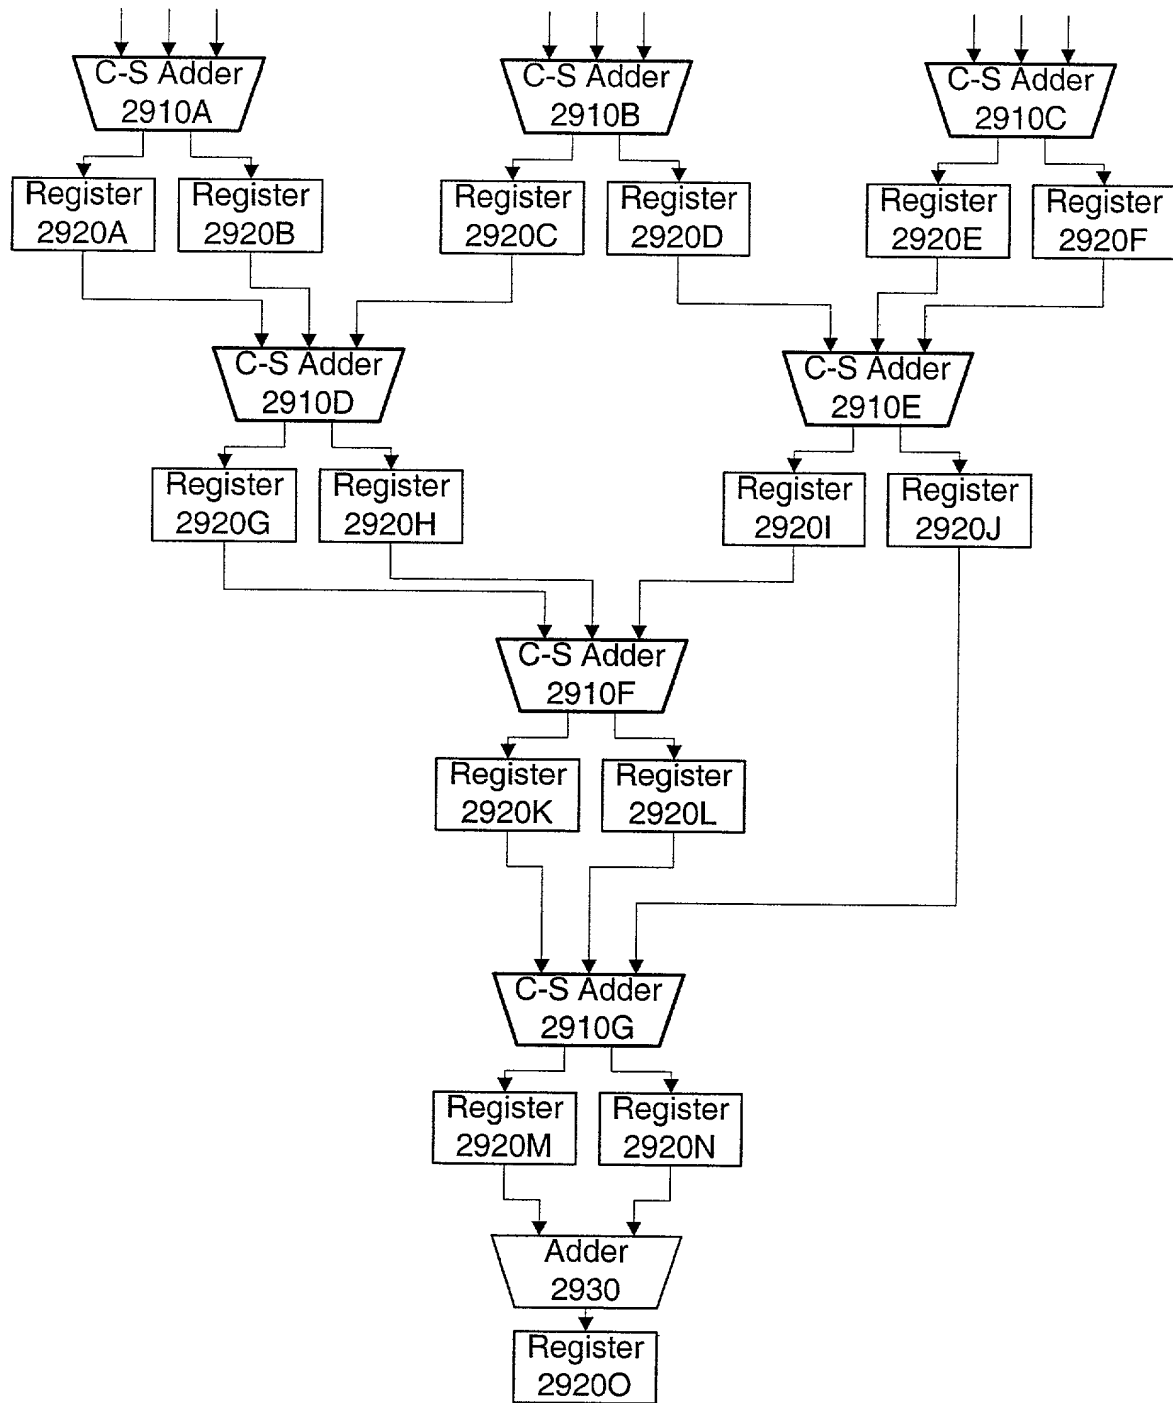 C-S Adder
2910A
C-S Adder
2910B
C-S Adder
2910C
Register
2920A
Register
2920B
Register
2920C
Register
2920D
Register
2920E
Register
2920F
C-S Adder
2910D
C-S Adder
2910E
Register
2920G
Register
2920H
Register
2920I
Register
2920J
C-S Adder
2910F
Register
2920K
Register
2920L
C-S Adder
2910G
Register
2920M
Register
2920N
Adder
2930
Register
2920O